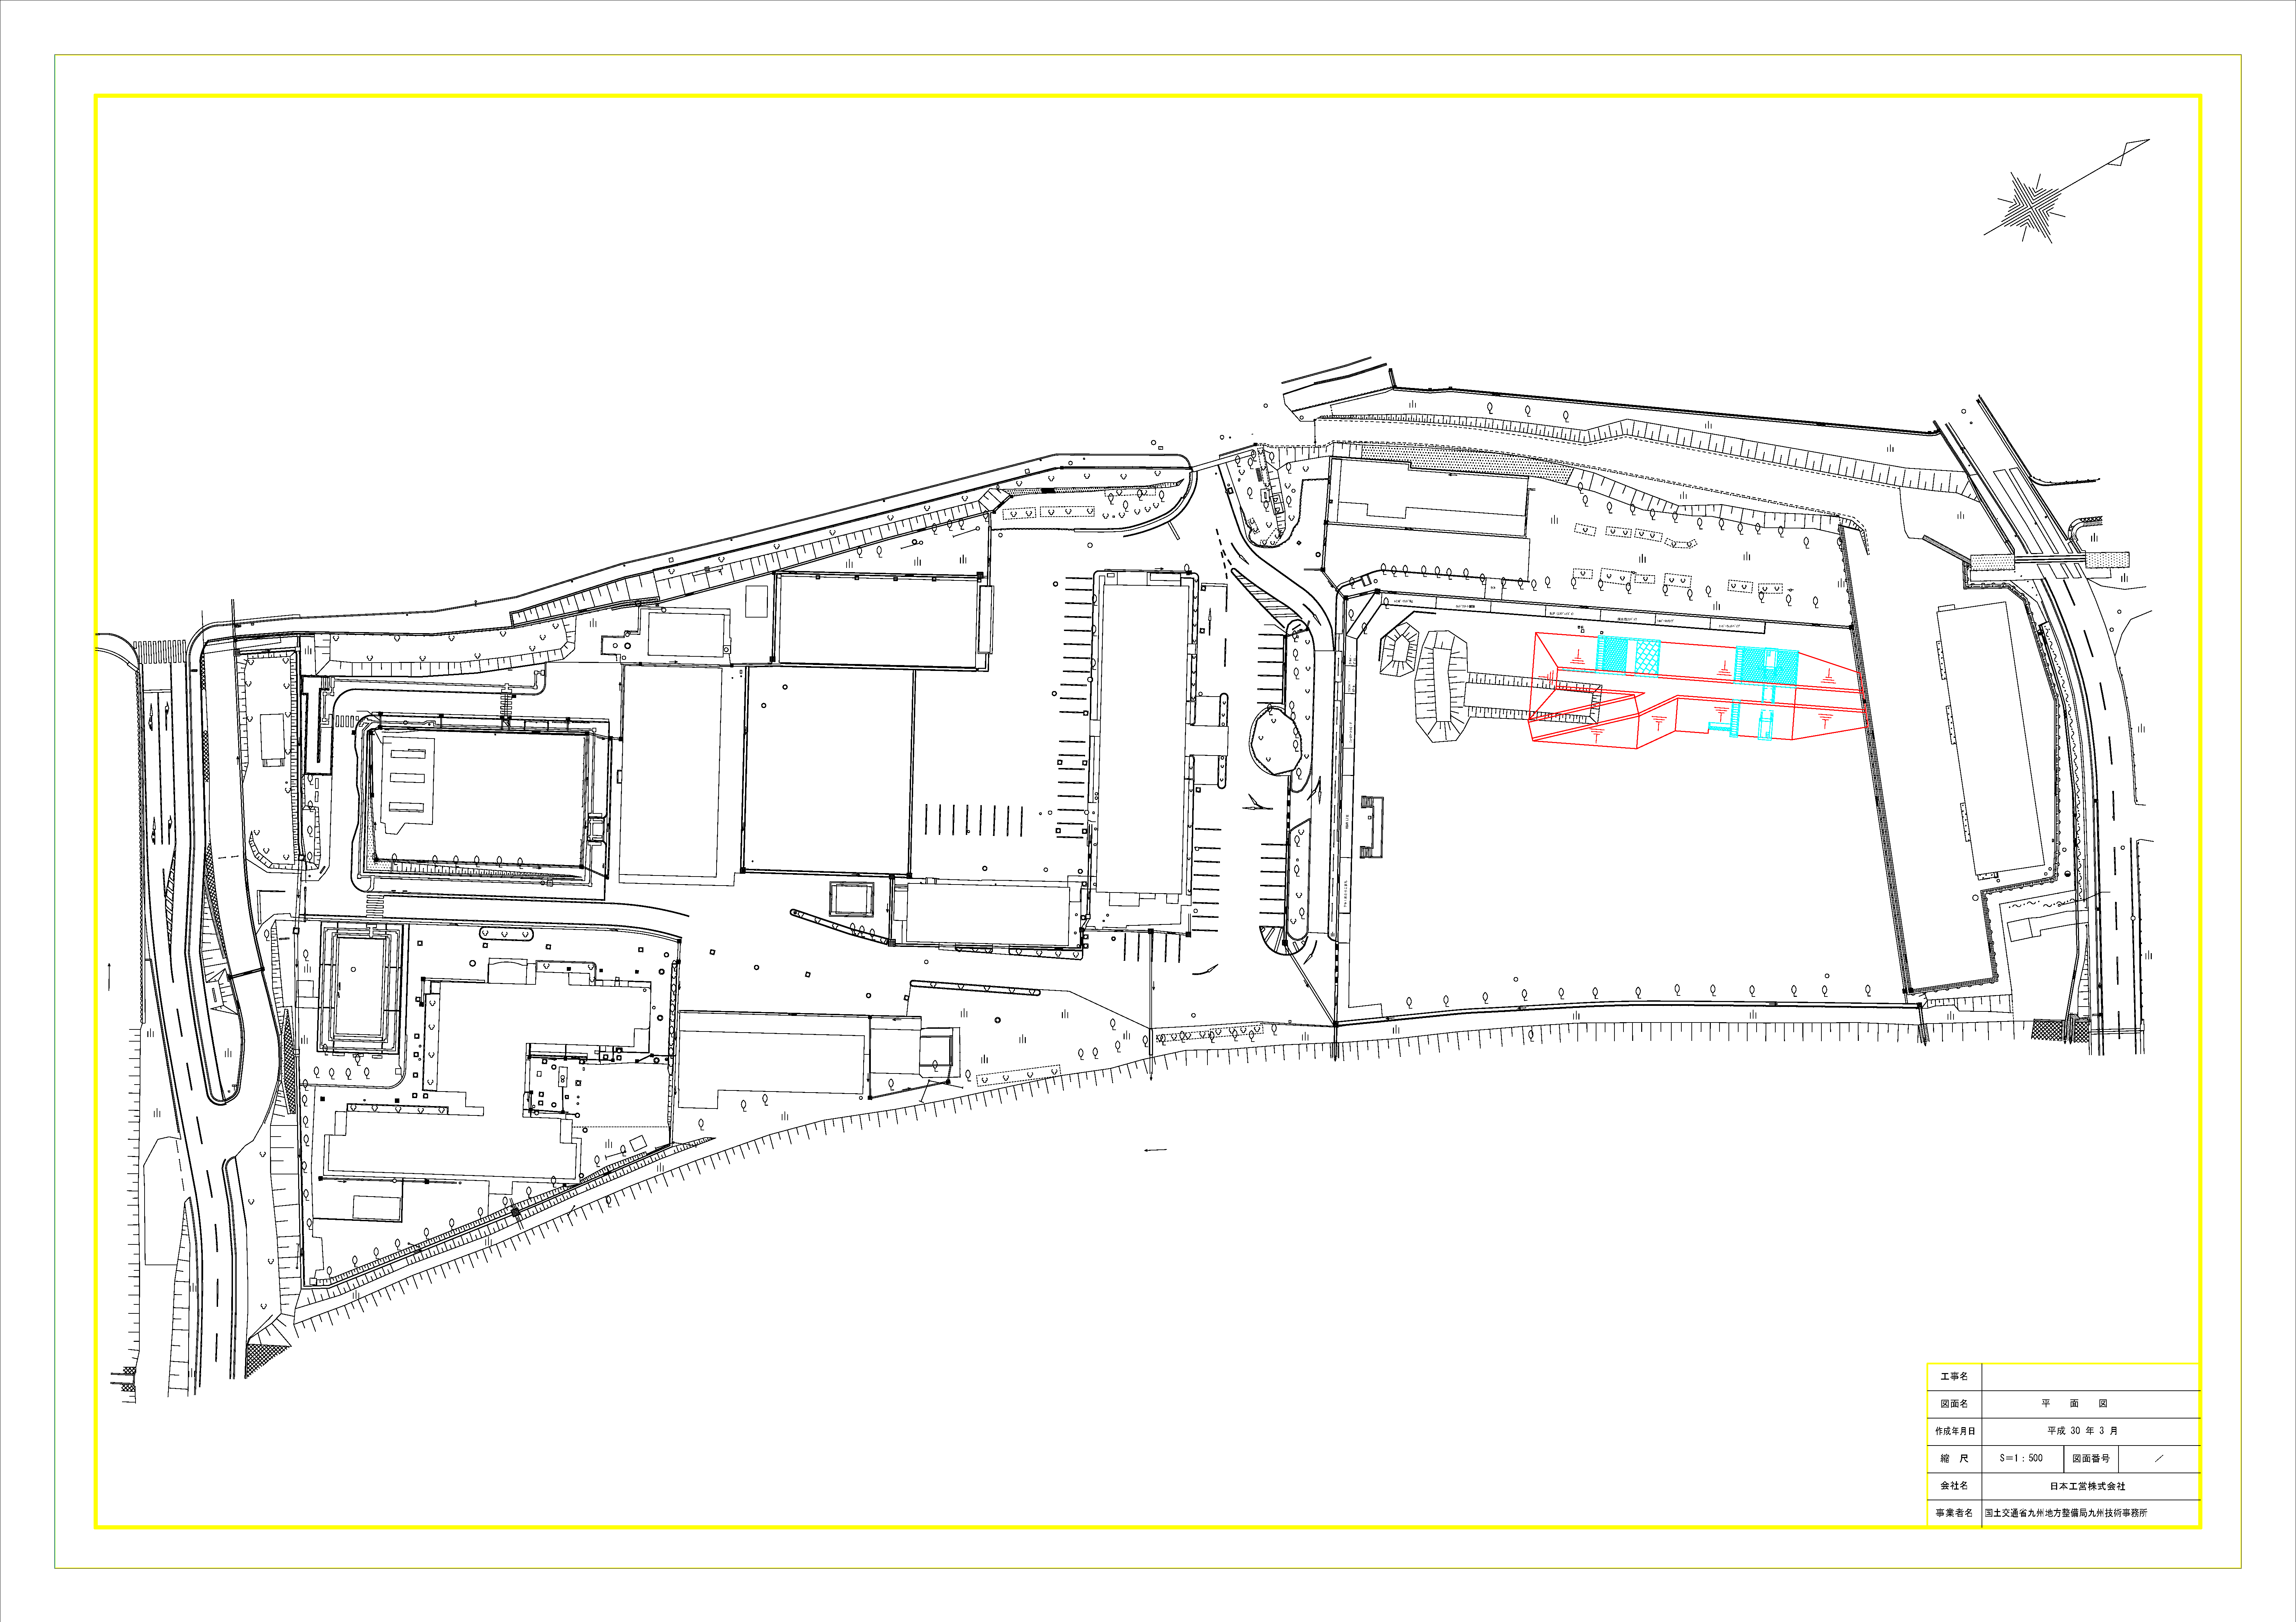 工事名
図面名 平 面 図
作成年月日 平成 30 年 3 月
縮 尺 S=1:500 図面番号 ／
会社名 日本工営株式会社
事業者名 国土交通省九州地方整備局九州技術事務所